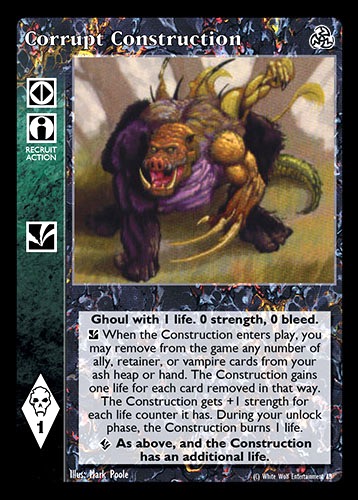 Corrupt Construction
RECRUIT
ACTION
Ghoul with 1 life. 0 strength, 0 bleed.
When the Construction enters play, you
may remove from the game any number of
ally, retainer, or vampire cards from your
ash heap or hand. The Construction gains
one life for each card removed in that way.
The Construction gets +1 strength for
each life counter it has. During your unlock
phase, the Construction burns 1 life.
As above, and the Construction
has an additional life.
1
Illus: Mark Poole
(C) White Wolf Entertainment